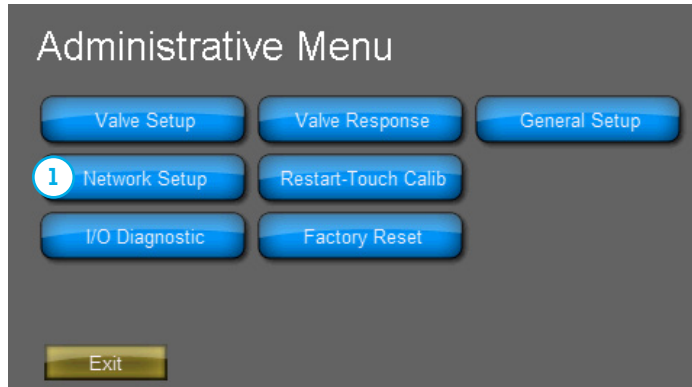 Administrative Menu
Valve Setup Valve Response General Setup
1 Network Setup Restart-Touch Calib
I/O Diagnostic Factory Reset
Exit